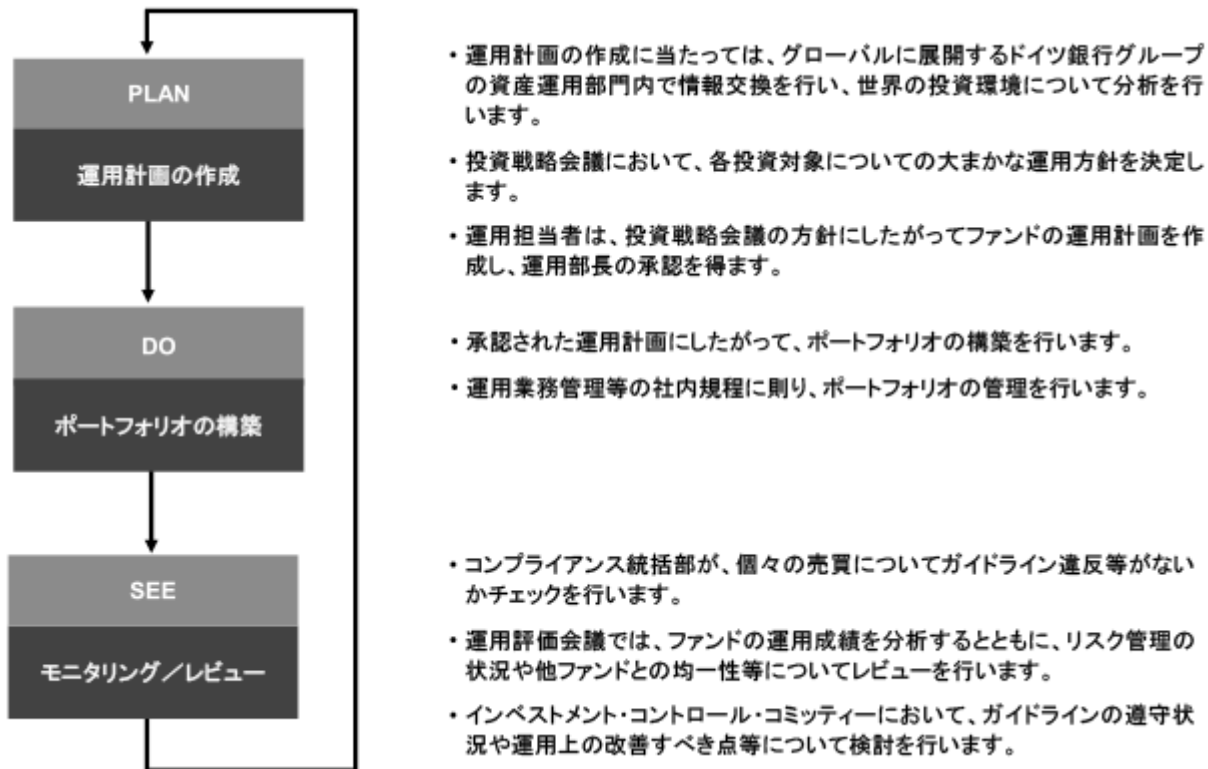 PLAN
運用計画の作成
・運用計画の作成に当たっては、グローバルに展開するドイツ銀行グループ
の資産運用部門内で情報交換を行い、世界の投資環境について分析を行
います。
・投資戦略会議において、各投資対象についての大まかな運用方針を決定し
ます。
・運用担当者は、投資戦略会議の方針にしたがってファンドの運用計画を作
成し、運用部長の承認を得ます。
DO
ポートフォリオの構築
・承認された運用計画にしたがって、ポートフォリオの構築を行います。
・運用業務管理等の社内規程に則り、ポートフォリオの管理を行います。
SEE
モニタリング／レビュー
・コンプライアンス統括部が、個々の売買についてガイドライン違反等がない
かチェックを行います。
・運用評価会議では、ファンドの運用成績を分析するとともに、リスク管理の
状況や他ファンドとの均一性等についてレビューを行います。
・インベストメント・コントロール・コミッティーにおいて、ガイドラインの遵守状
況や運用上の改善すべき点等について検討を行います。